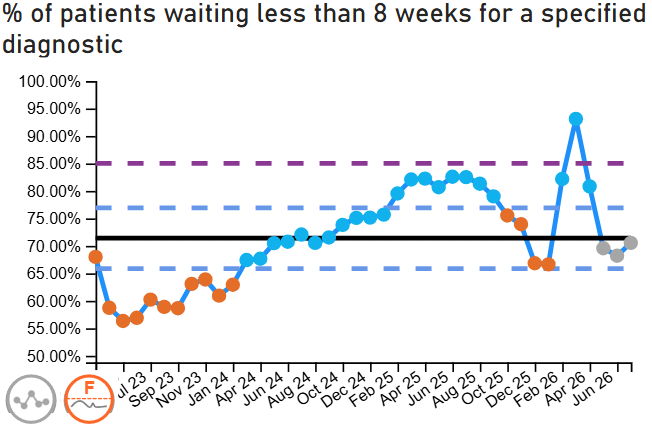 % of patients waiting less than 8 weeks for a specified
diagnostic
100.00%
95.00%
90.00%
85.00%
80.00%
75.00%
70.00%
65.00%
60.00%
55.00%
50.00%
Jul 23
Sep 23
Nov 23
Jan 24
Apr 24
Jun 24
Aug 24
Oct 24
Dec 24
Feb 25
Apr 25
Jun 25
Aug 25
Oct 25
Dec 25
Feb 26
Apr 26
Jun 26
F